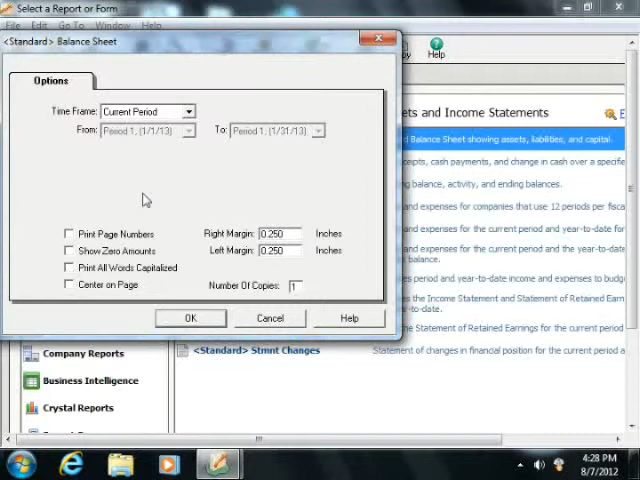 Select a Report or Form
File Edit Go To Window Help
<Standard> Balance Sheet
Help
Options
Time Frame: Current Period
From: Period 1, (1/1/13) To: Period 1, (1/31/13)
ets and Income Statements
d Balance Sheet showing assets, liabilities, and capital.
ceipts, cash payments, and change in cash over a specifie
ing balance, activity, and ending balances.
and expenses for companies that use 12 periods per fisca
and expenses for the current period and the year-to-date
s balance.
and expenses for the current period and year-to-date
es period and year-to-date income and expenses to budg
es the Income Statement and Statement of Retained Earn
the Statement of Retained Earnings for the current period
Print Page Numbers Right Margin: 0.250 Inches
Show Zero Amounts Left Margin: 0.250 Inches
Print All Words Capitalized
Center on Page Number Of Copies: 1
OK Cancel Help
Company Reports <Standard> Stmnt Changes Statement of changes in financial position for the current period a
Business Intelligence
Crystal Reports
4:28 PM
8/7/2012